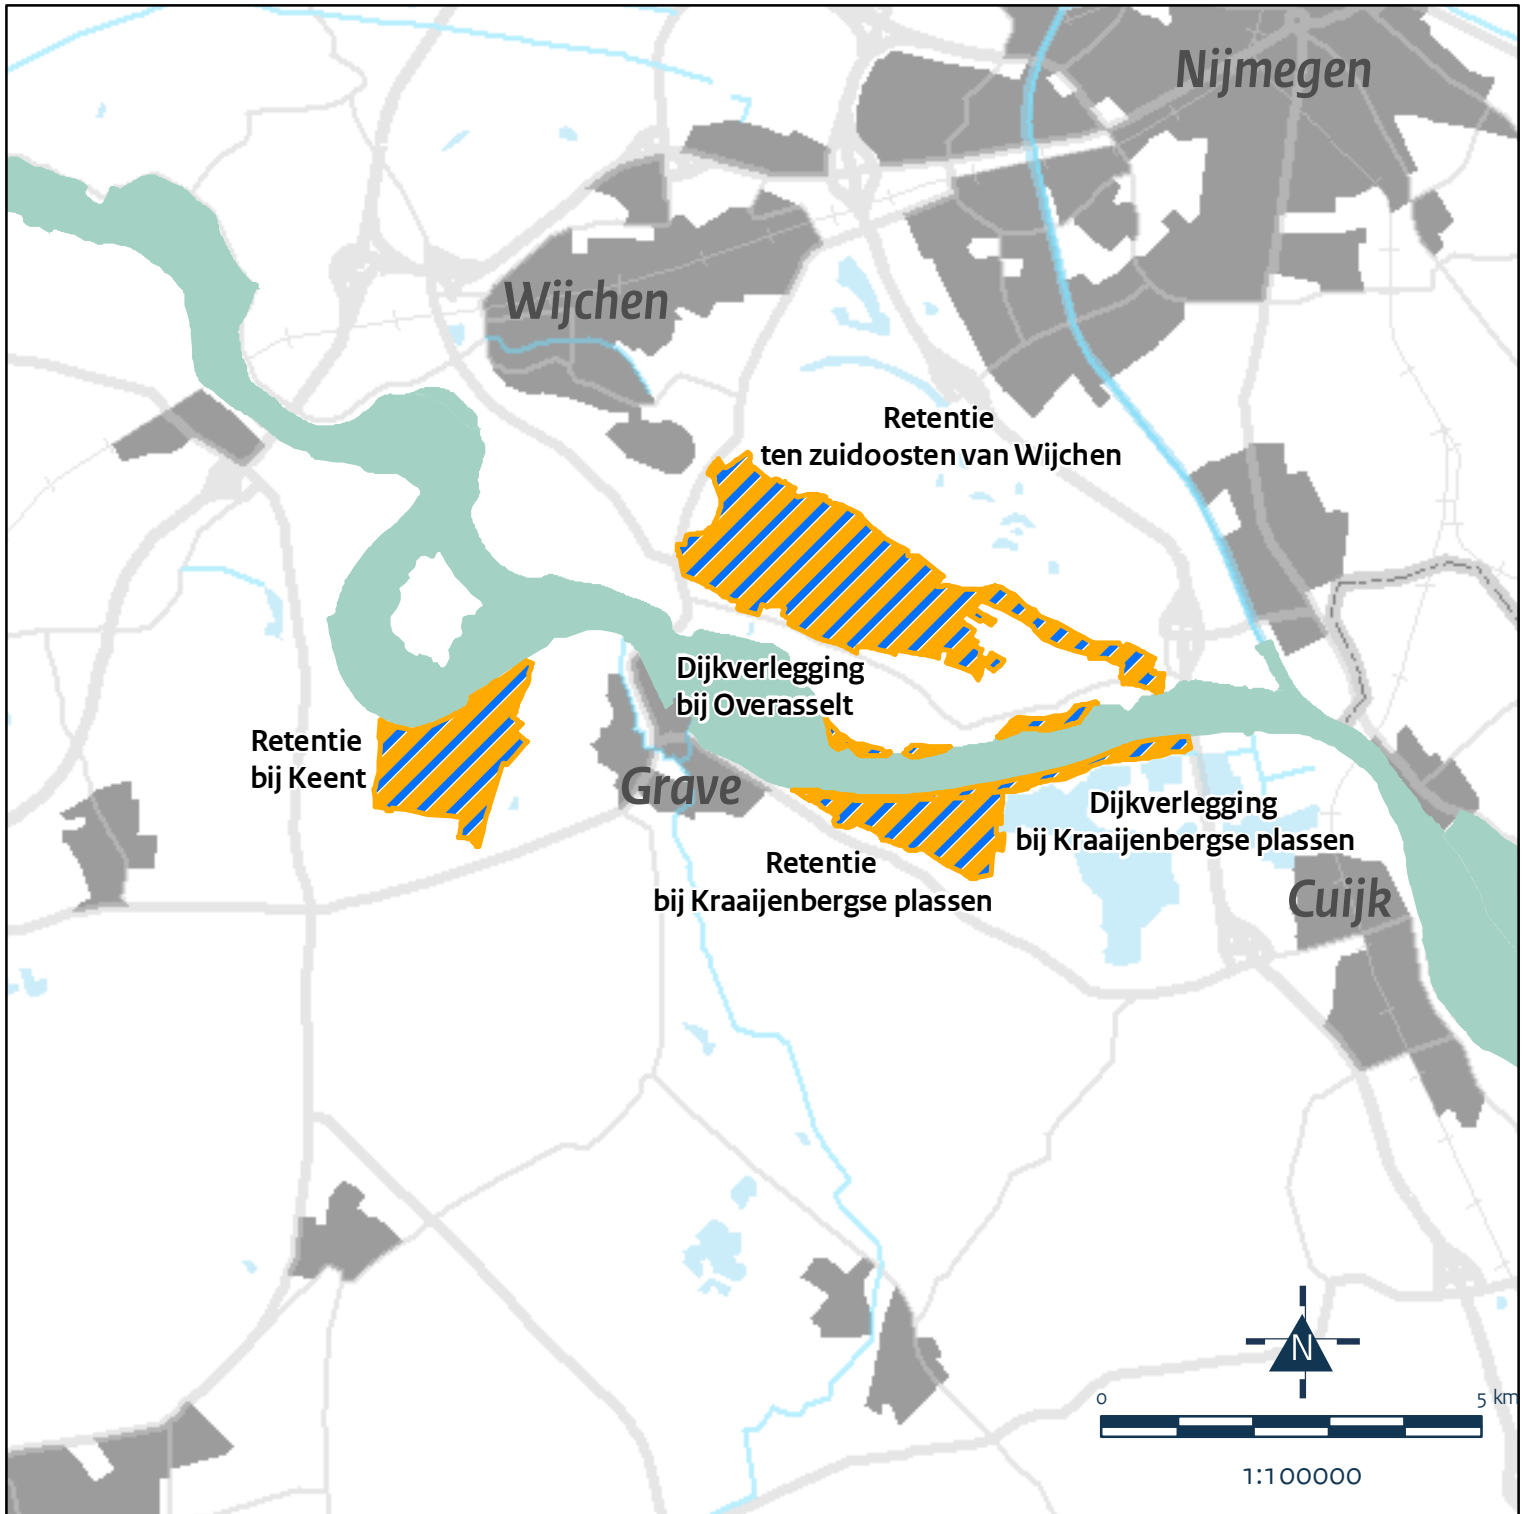 Nijmegen
Wijchen
Retentie
ten zuidoosten van Wijchen
Dijkverlegging
bij Overasselt
Retentie
bij Keent
Grave
Dijkverlegging
bij Kraaijenbergse plassen
Retentie
bij Kraaijenbergse plassen
Cuijk
N
0 5 km
1:100000